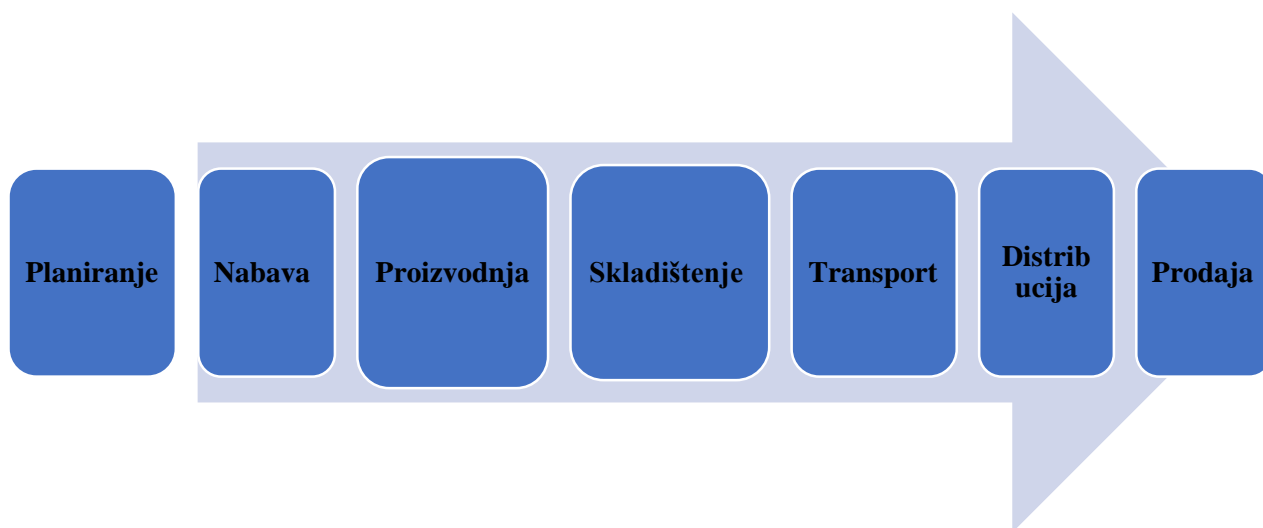 Planiranje
Nabava
Proizvodnja
Skladištenje
Transport
Distrib
ucija
Prodaja